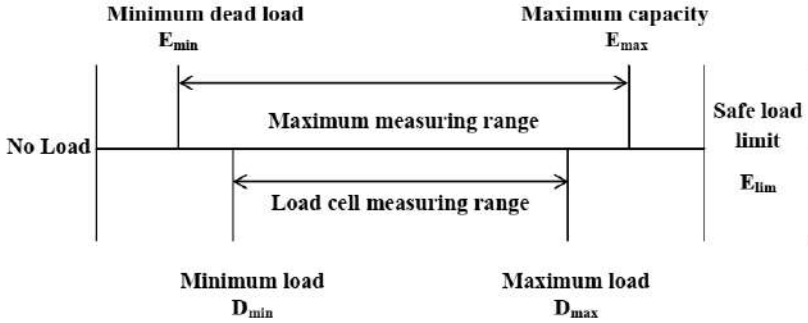 Minimum dead load
E_min
Maximum capacity
E_max
Maximum measuring range
No Load
Safe load
limit
E_lim
Load cell measuring range
Minimum load
D_min
Maximum load
D_max